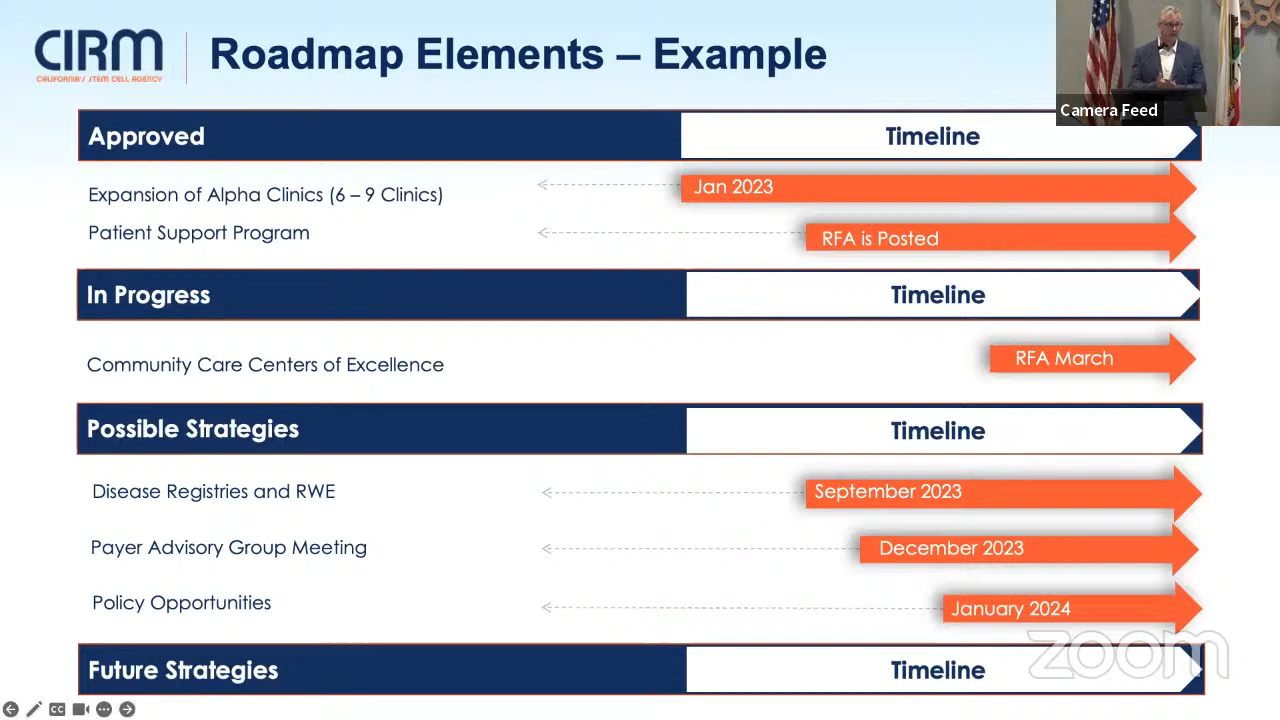 CIRM
CALIFORNIA'S STEM CELL AGENCY
Roadmap Elements – Example
Camera Feed
Approved Timeline
Expansion of Alpha Clinics (6 – 9 Clinics) Jan 2023
Patient Support Program RFA is Posted
In Progress Timeline
Community Care Centers of Excellence RFA March
Possible Strategies Timeline
Disease Registries and RWE September 2023
Payer Advisory Group Meeting December 2023
Policy Opportunities January 2024
zoom
Future Strategies Timeline
CC